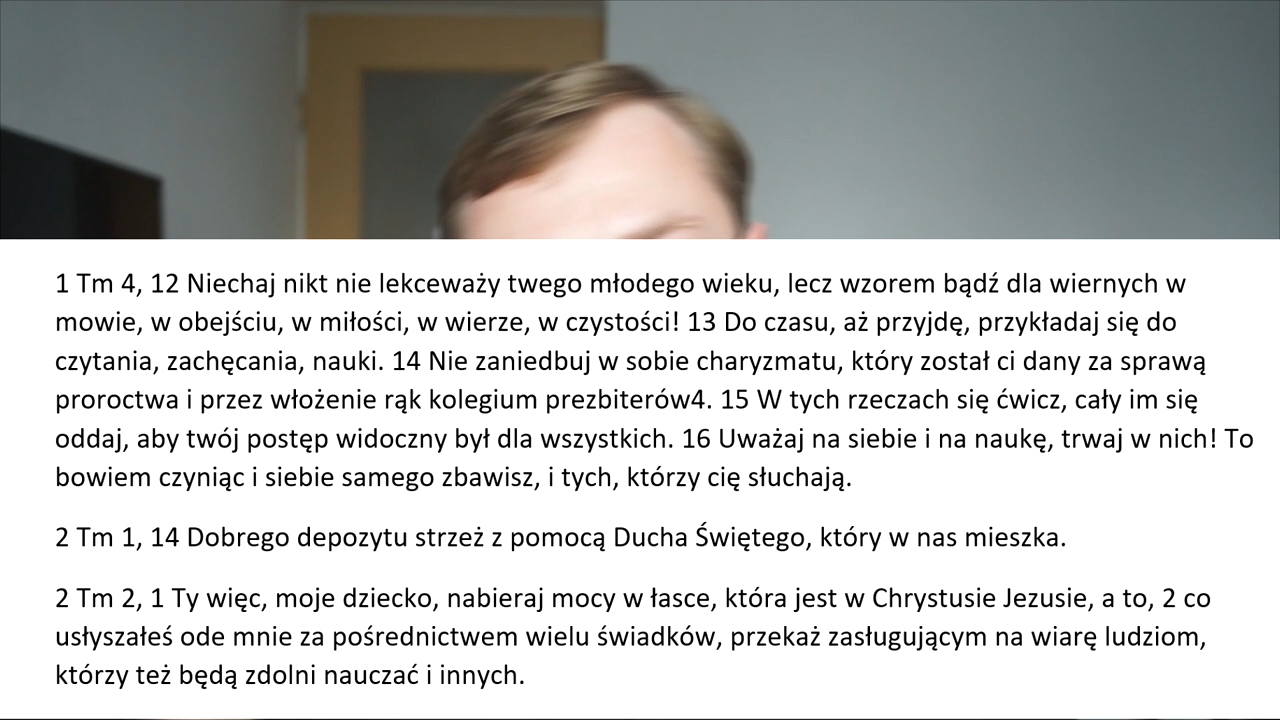 1 Tm 4, 12 Niechaj nikt nie lekceważy twego młodego wieku, lecz wzorem bądź dla wiernych w
mowie, w obejściu, w miłości, w wierze, w czystości! 13 Do czasu, aż przyjdę, przykładaj się do
czytania, zachęcania, nauki. 14 Nie zaniedbuj w sobie charyzmatu, który został ci dany za sprawą
proroctwa i przez włożenie rąk kolegium prezbiterów4. 15 W tych rzeczach się ćwicz, cały im się
oddaj, aby twój postęp widoczny był dla wszystkich. 16 Uważaj na siebie i na naukę, trwaj w nich! To
bowiem czyniąc i siebie samego zbawisz, i tych, którzy cię słuchają.
2 Tm 1, 14 Dobrego depozytu strzeż z pomocą Ducha Świętego, który w nas mieszka.
2 Tm 2, 1 Ty więc, moje dziecko, nabieraj mocy w łasce, która jest w Chrystusie Jezusie, a to, 2 co
usłyszałeś ode mnie za pośrednictwem wielu świadków, przekaż zasługującym na wiarę ludziom,
którzy też będą zdolni nauczać i innych.